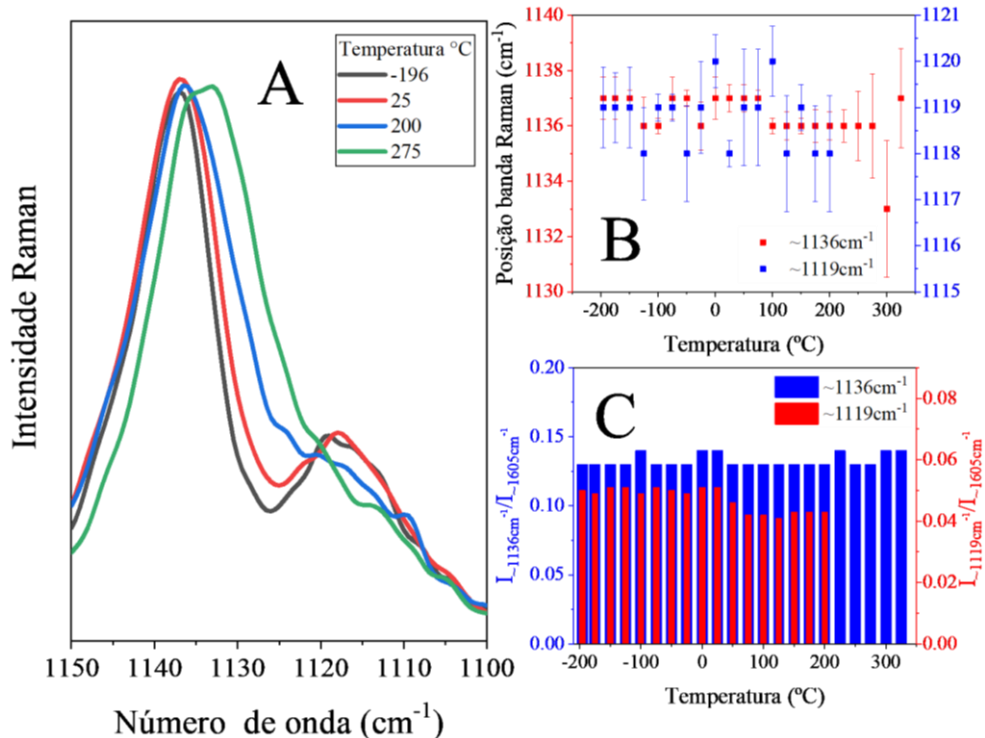 A
Temperatura °C
-196
25
200
275
Intensidade Raman
1150 1140 1130 1120 1110 1100
Número de onda (cm⁻¹)
B
Posição banda Raman (cm⁻¹)
1140
1138
1136
1134
1132
1130
1121
1120
1119
1118
1117
1116
1115
~1136cm⁻¹
~1119cm⁻¹
-200 -100 0 100 200 300
Temperatura (ºC)
C
I~1136cm⁻¹/I~1605cm⁻¹
0.20
0.15
0.10
0.05
0.00
~1136cm⁻¹
~1119cm⁻¹
0.08
0.06
0.04
0.02
0.00
I~1119cm⁻¹/I~1605cm⁻¹
-200 -100 0 100 200 300
Temperatura (ºC)